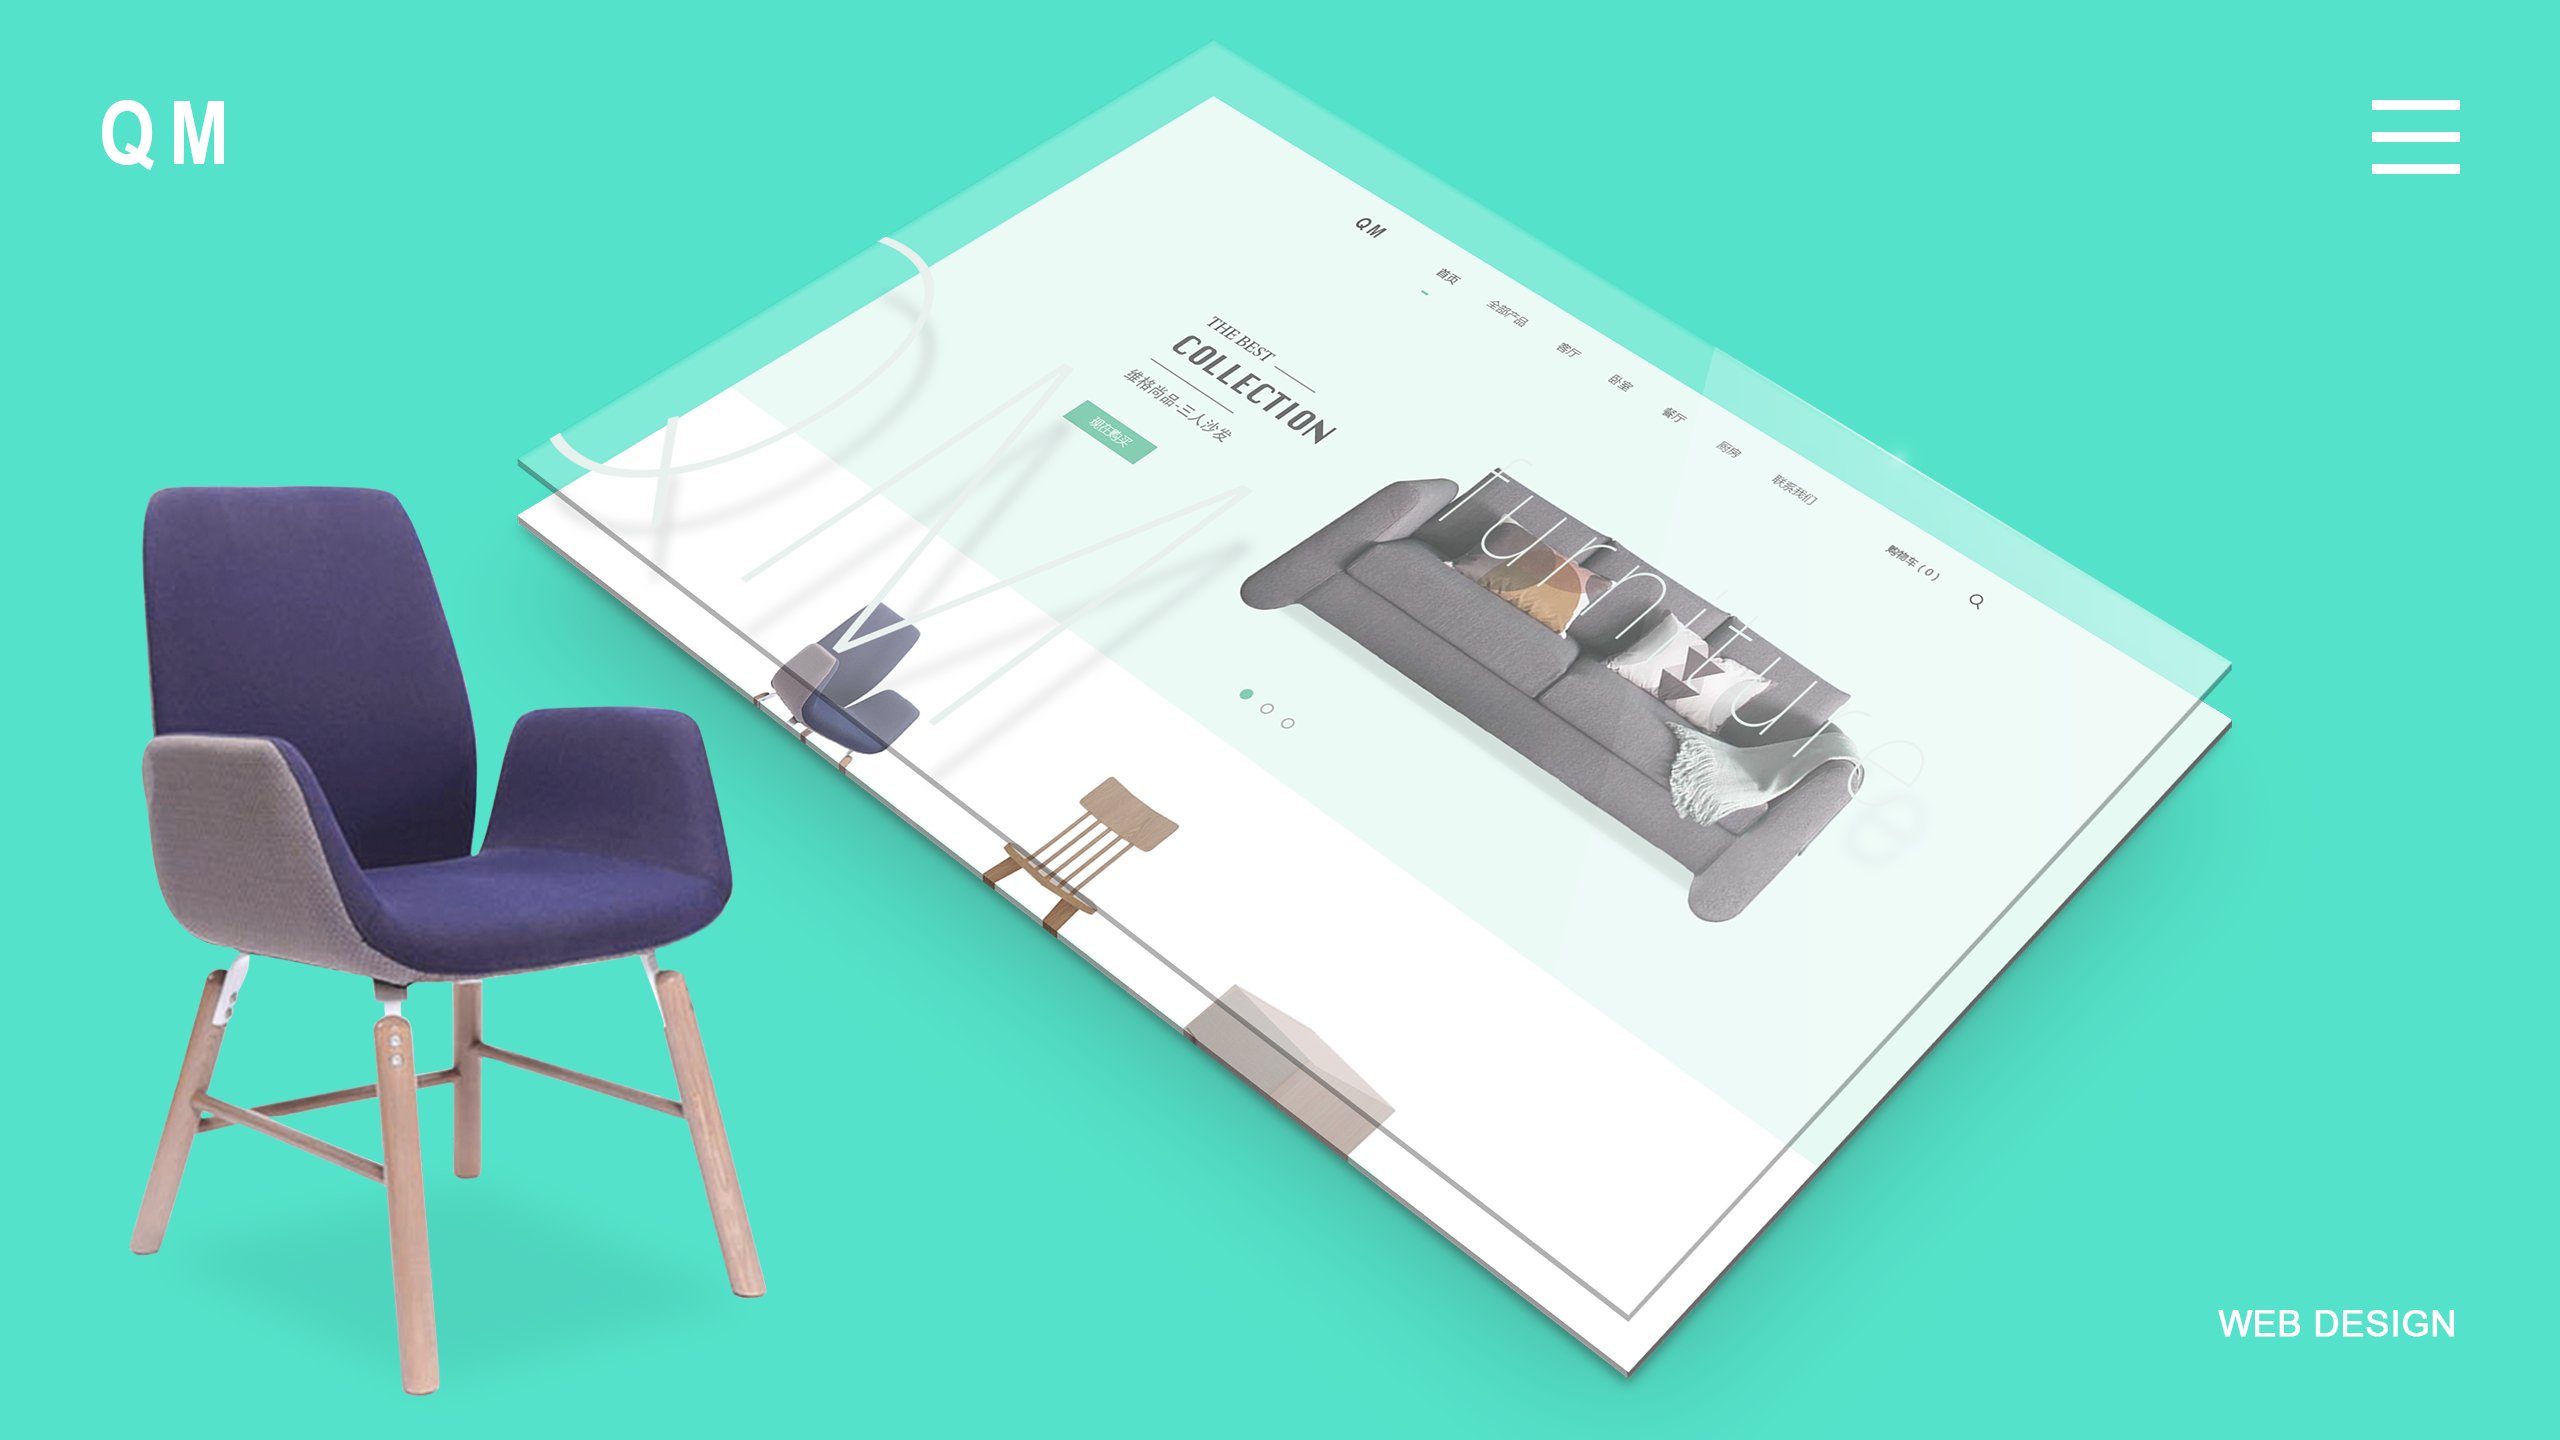 QM
QM
首页
全部产品
客厅
卧室
餐厅
厨房
联系我们
购物车 ( 0 )
THE BEST
COLLECTION
维格尚品-三人沙发
现在购买
QM
furniture
WEB DESIGN